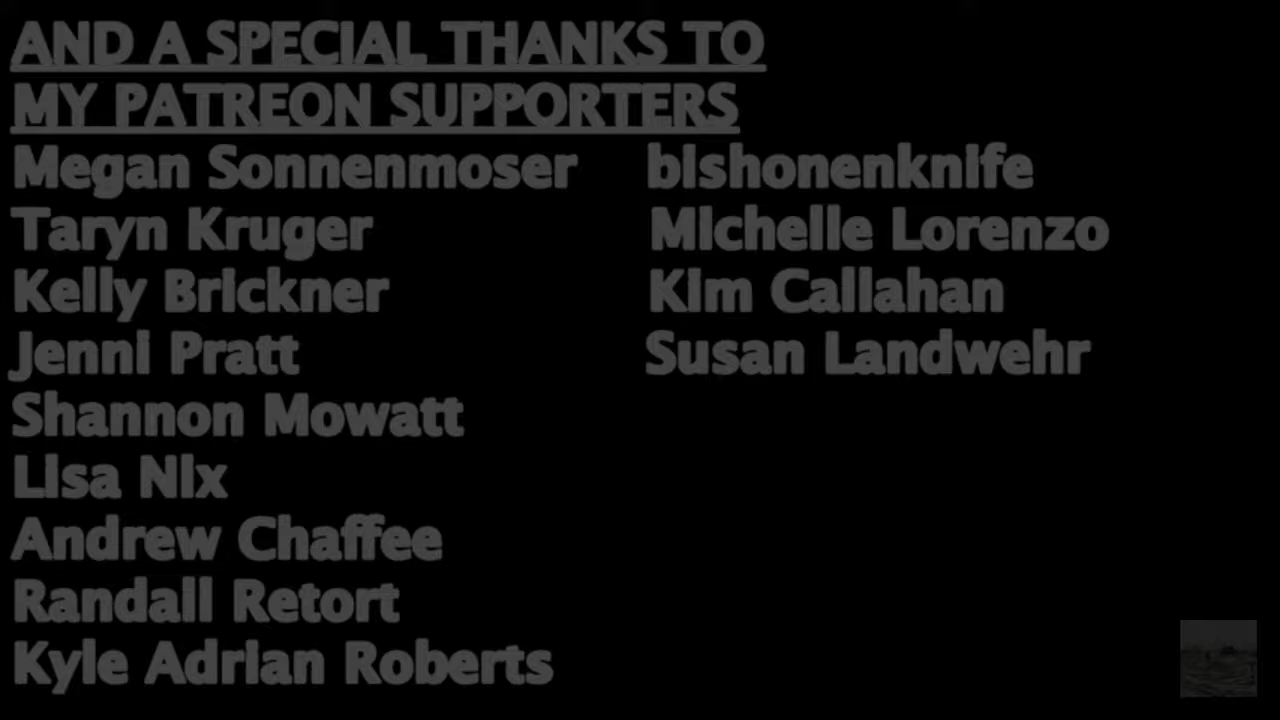 AND A SPECIAL THANKS TO
MY PATREON SUPPORTERS
Megan Sonnenmoser
Taryn Kruger
Kelly Brickner
Jenni Pratt
Shannon Mowatt
Lisa Nix
Andrew Chaffee
Randall Retort
Kyle Adrian Roberts
bishonenknife
Michelle Lorenzo
Kim Callahan
Susan Landwehr